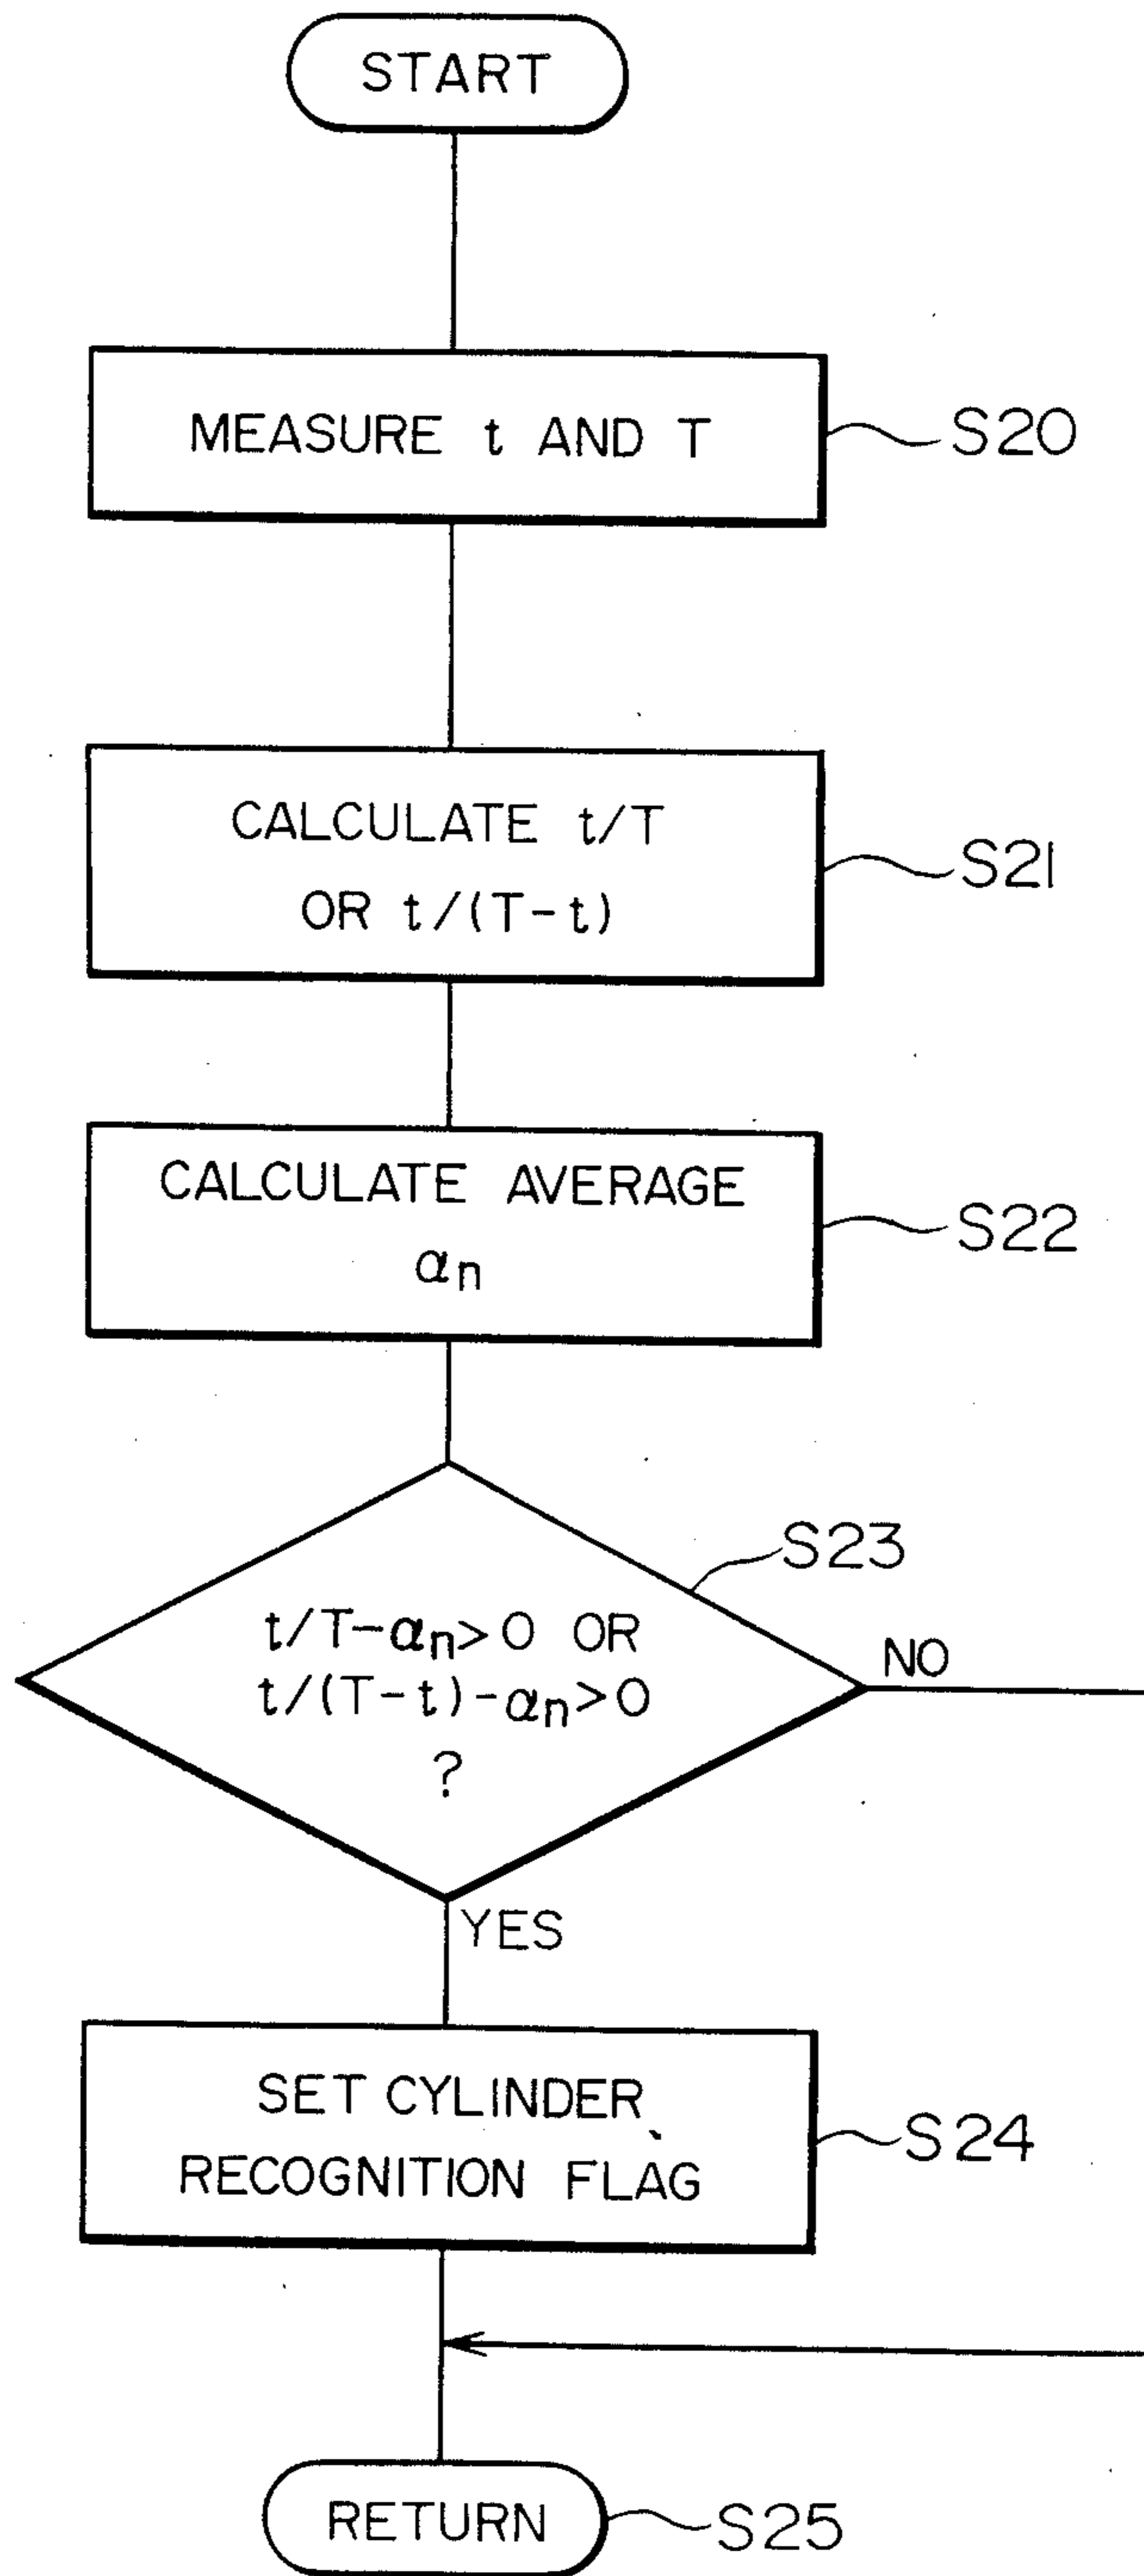 START
MEASURE t AND T
S20
CALCULATE t/T
OR t/(T-t)
S21
CALCULATE AVERAGE
αn
S22
S23
t/T-αn>0 OR
t/(T-t)-αn>0
?
NO
YES
SET CYLINDER
RECOGNITION FLAG
S24
RETURN
S25